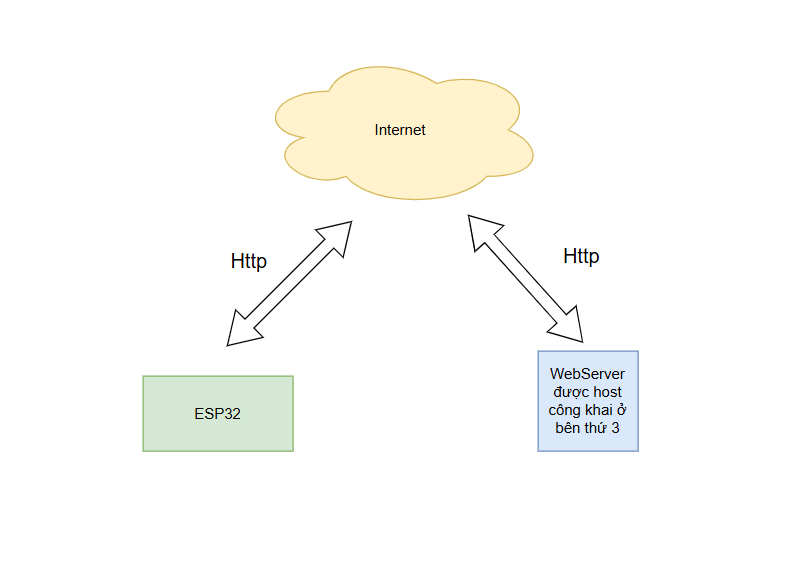 Internet
Http
Http
ESP32
WebServer
được host
công khai ở
bên thứ 3